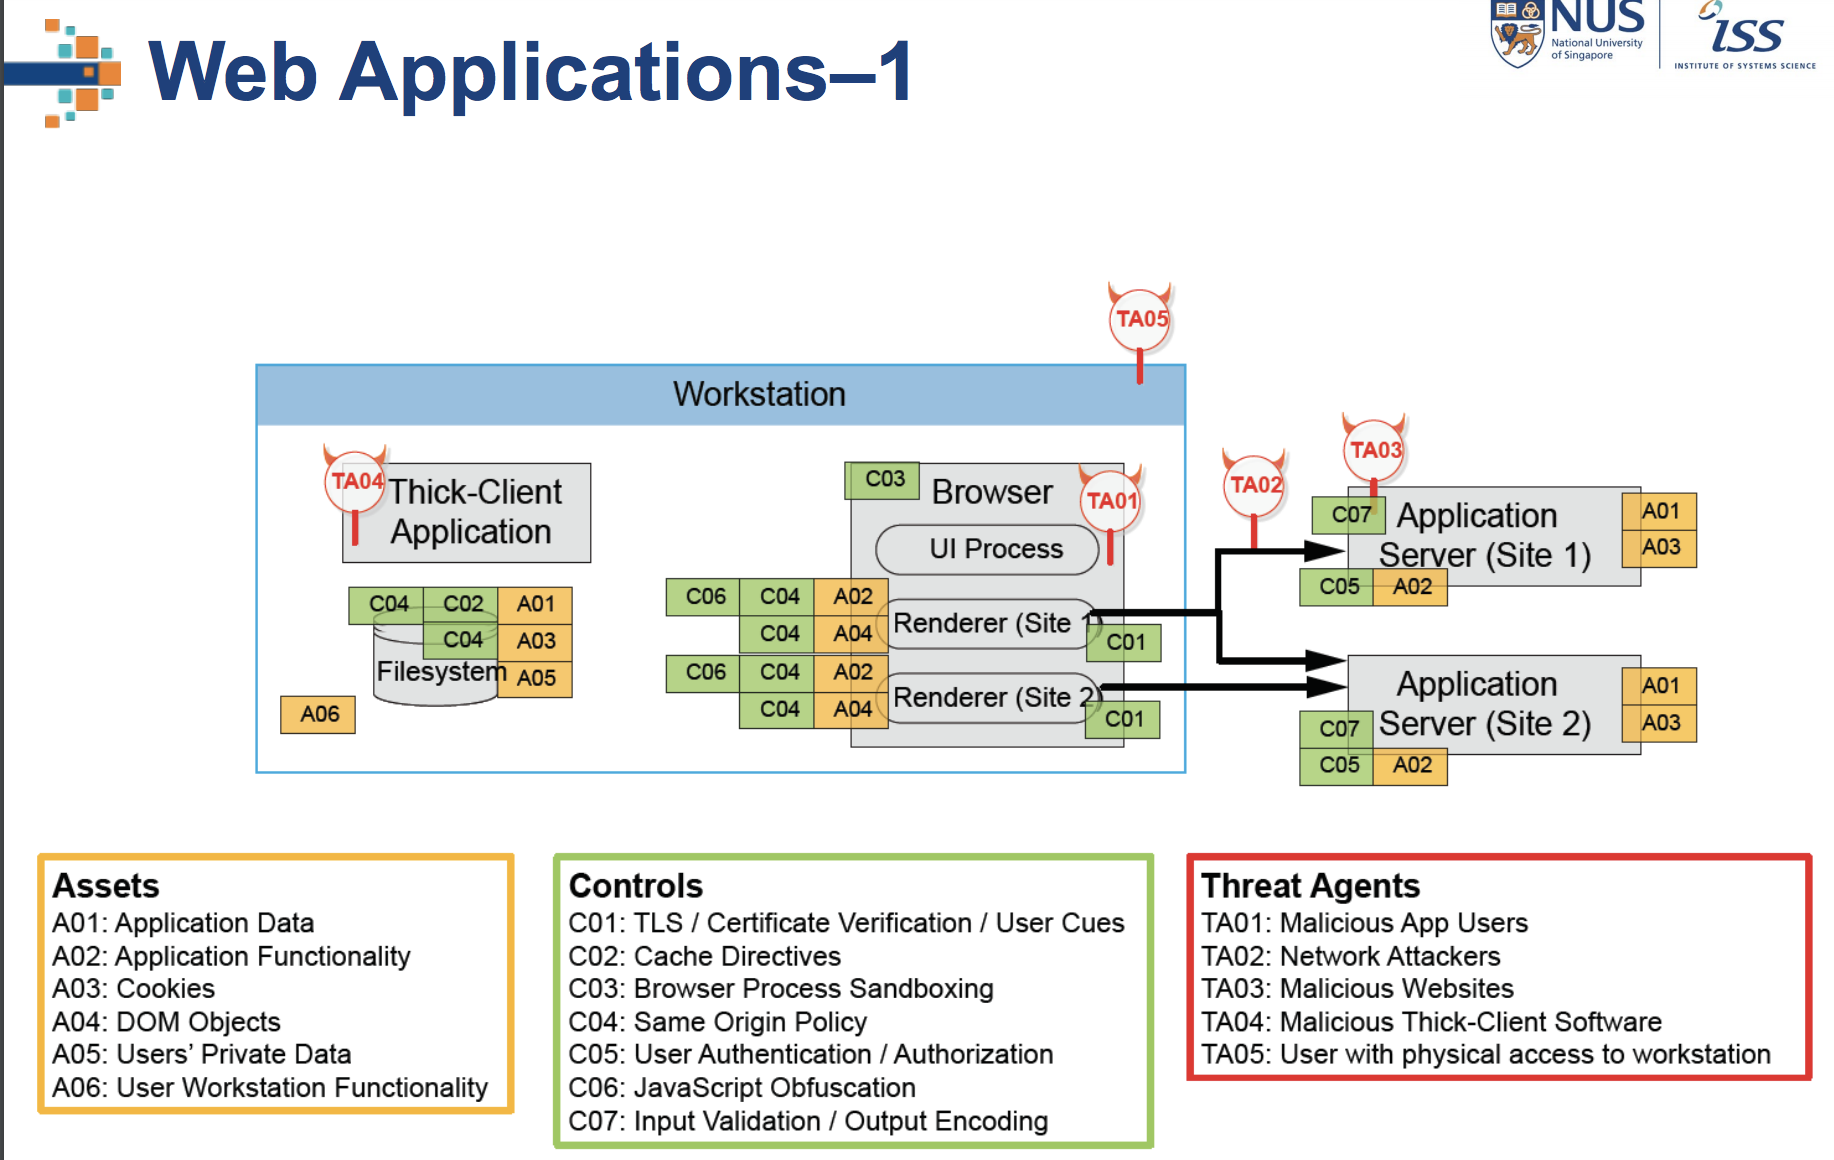 Web Applications–1
NUS
National University
of Singapore
iss
INSTITUTE OF SYSTEMS SCIENCE
TA05
Workstation
TA04
Thick-Client
Application
C04 C02 A01
C04 A03
Filesystem A05
A06
C03
Browser
TA01
UI Process
C06 C04 A02
Renderer (Site 1)
C04 A04
C01
C06 C04 A02
Renderer (Site 2)
C04 A04
C01
TA02
TA03
C07
Application
Server (Site 1)
A01
A03
C05 A02
Application
Server (Site 2)
A01
A03
C07
C05 A02
Assets
A01: Application Data
A02: Application Functionality
A03: Cookies
A04: DOM Objects
A05: Users’ Private Data
A06: User Workstation Functionality
Controls
C01: TLS / Certificate Verification / User Cues
C02: Cache Directives
C03: Browser Process Sandboxing
C04: Same Origin Policy
C05: User Authentication / Authorization
C06: JavaScript Obfuscation
C07: Input Validation / Output Encoding
Threat Agents
TA01: Malicious App Users
TA02: Network Attackers
TA03: Malicious Websites
TA04: Malicious Thick-Client Software
TA05: User with physical access to workstation